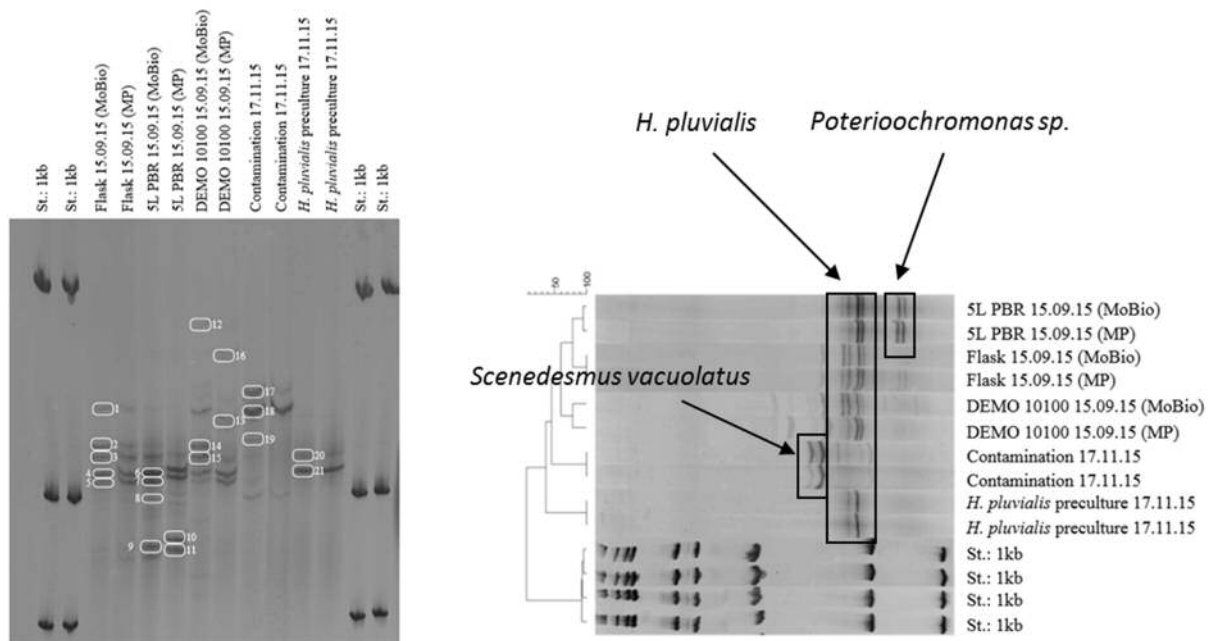 St.: 1kb
St.: 1kb
Flask 15.09.15 (MoBio)
Flask 15.09.15 (MP)
5L PBR 15.09.15 (MoBio)
5L PBR 15.09.15 (MP)
DEMO 10100 15.09.15 (MoBio)
DEMO 10100 15.09.15 (MP)
Contamination 17.11.15
Contamination 17.11.15
H. pluvialis preculture 17.11.15
H. pluvialis preculture 17.11.15
St.: 1kb
St.: 1kb
12
16
17
1
18
13
19
2
14
3
15
20
4
6
21
5
7
8
10
9
11
H. pluvialis
Poterioochromonas sp.
Scenedesmus vacuolatus
50
100
5L PBR 15.09.15 (MoBio)
5L PBR 15.09.15 (MP)
Flask 15.09.15 (MoBio)
Flask 15.09.15 (MP)
DEMO 10100 15.09.15 (MoBio)
DEMO 10100 15.09.15 (MP)
Contamination 17.11.15
Contamination 17.11.15
H. pluvialis preculture 17.11.15
H. pluvialis preculture 17.11.15
St.: 1kb
St.: 1kb
St.: 1kb
St.: 1kb